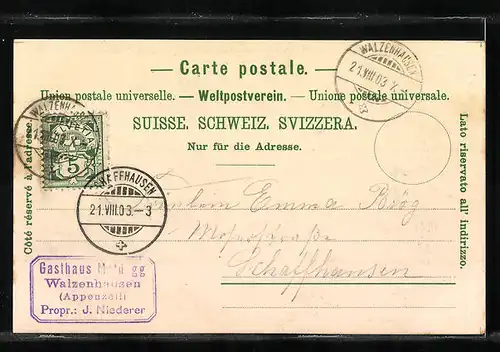 — Carte postale. —
Union postale universelle. — Weltpostverein. — Unione postale universale.
SUISSE. SCHWEIZ. SVIZZERA.
Nur für die Adresse.
Côté réservé à l'adresse.
Lato riservato all' Indirizzo.
WALZENHAUSEN
21.VIII.03.X
WALZENHA
HELVETIA
5
SCHAFFHAUSEN
21.VIII.03.–3
Fräulein Emma
Schaffhausen
Gasthaus gg
Walzenhausen
(Appenzell)
Propr.: J. Niederer